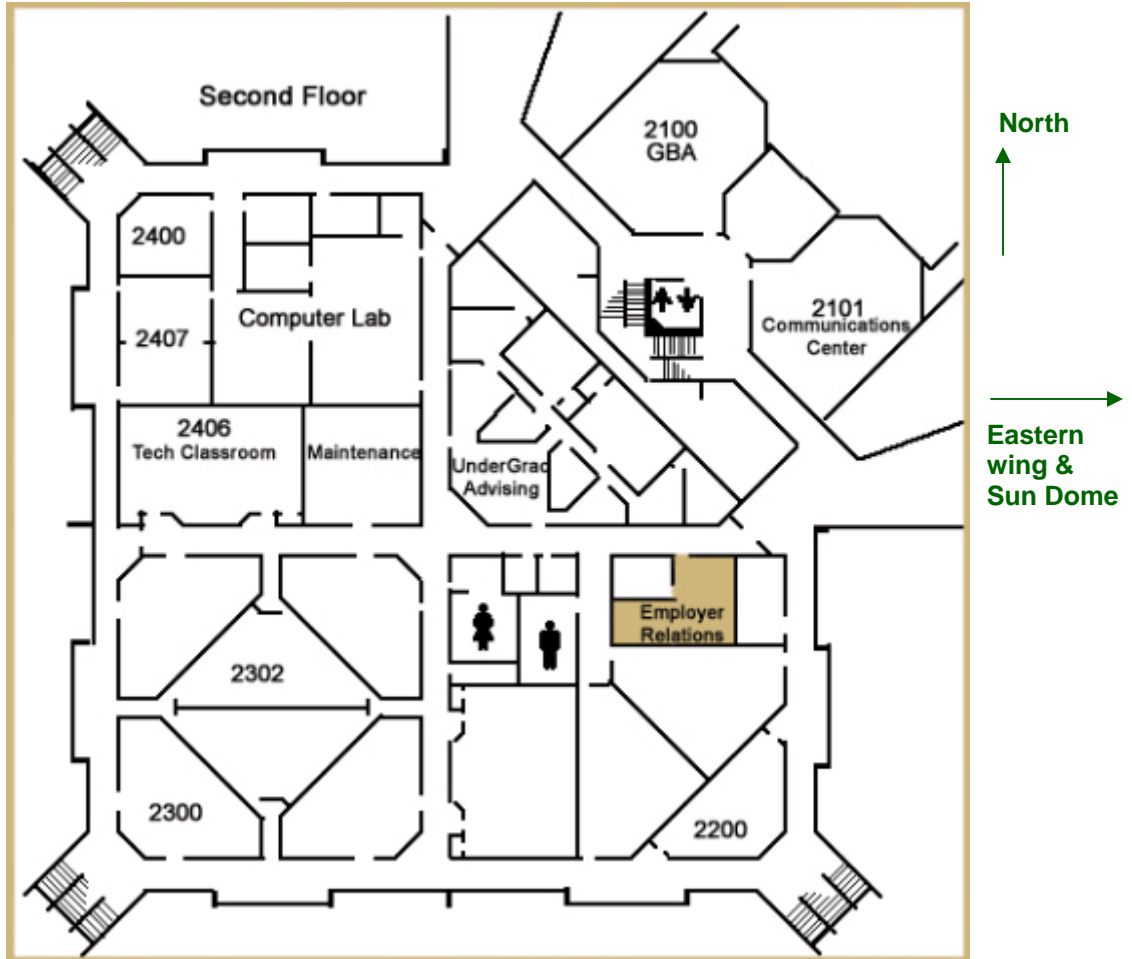 Second Floor
North
2100
GBA
2400
2101
Communications
Center
2407
Computer Lab
2406
Tech Classroom
Maintenance
UnderGrad
Advising
Eastern
wing &
Sun Dome
Employer
Relations
2302
2300
2200